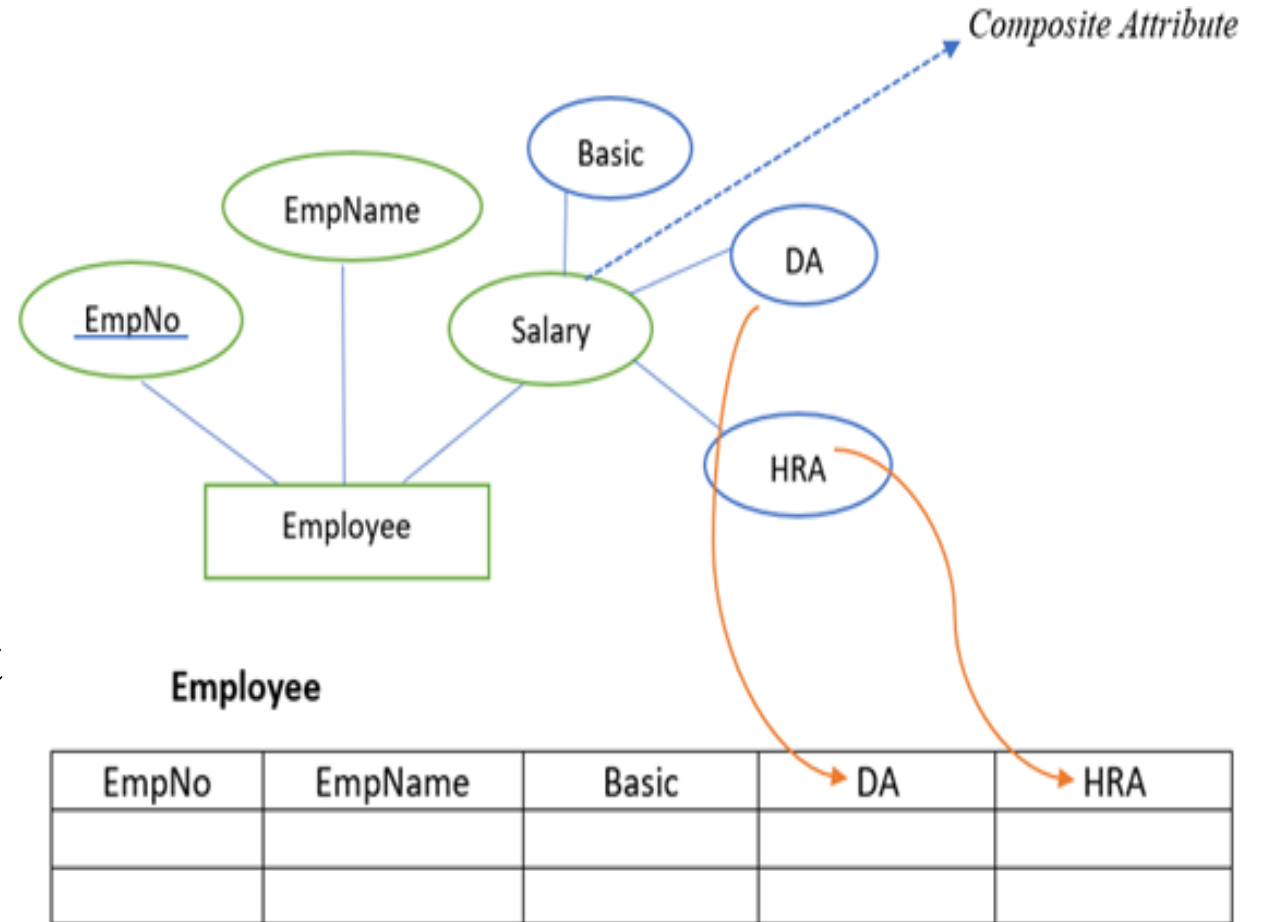 Composite Attribute
Basic
EmpName
DA
EmpNo
Salary
HRA
Employee
Employee
EmpNo EmpName Basic DA HRA